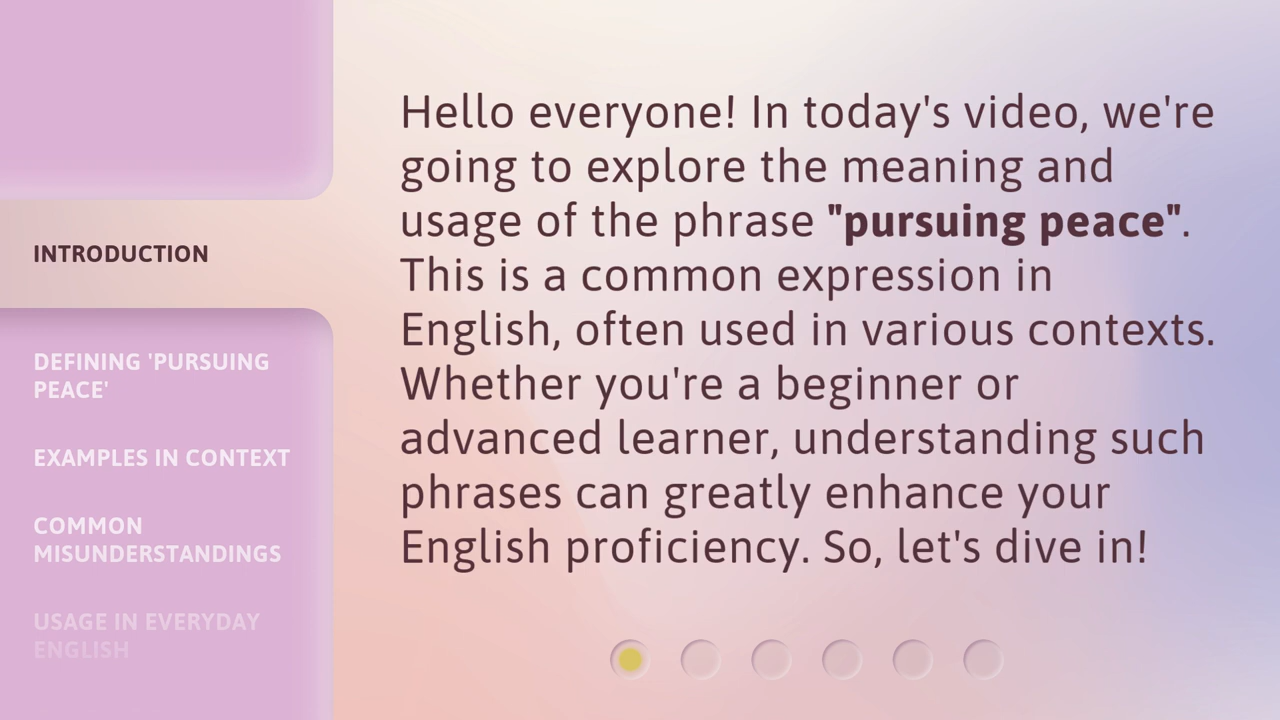 INTRODUCTION
DEFINING 'PURSUING
PEACE'
EXAMPLES IN CONTEXT
COMMON
MISUNDERSTANDINGS
USAGE IN EVERYDAY
ENGLISH
Hello everyone! In today's video, we're
going to explore the meaning and
usage of the phrase "pursuing peace".
This is a common expression in
English, often used in various contexts.
Whether you're a beginner or
advanced learner, understanding such
phrases can greatly enhance your
English proficiency. So, let's dive in!